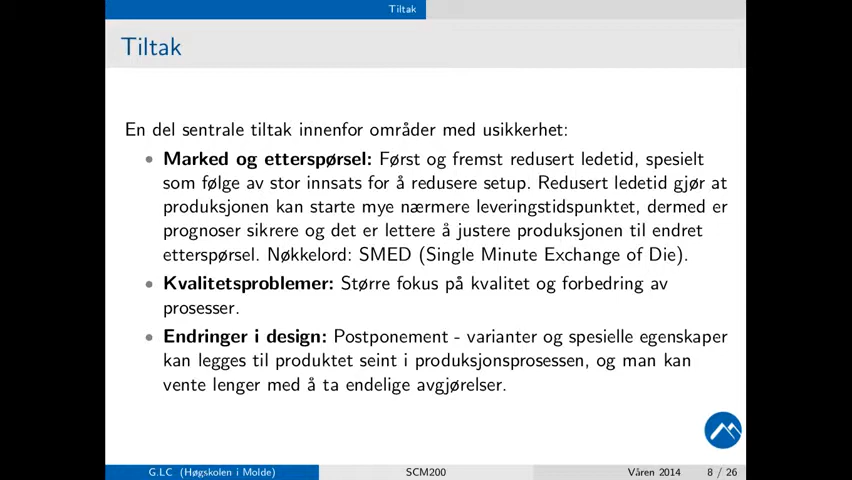 Tiltak
Tiltak
En del sentrale tiltak innenfor områder med usikkerhet:
• Marked og etterspørsel: Først og fremst redusert ledetid, spesielt
som følge av stor innsats for å redusere setup. Redusert ledetid gjør at
produksjonen kan starte mye nærmere leveringstidspunktet, dermed er
prognoser sikrere og det er lettere å justere produksjonen til endret
etterspørsel. Nøkkelord: SMED (Single Minute Exchange of Die).
• Kvalitetsproblemer: Større fokus på kvalitet og forbedring av
prosesser.
• Endringer i design: Postponement - varianter og spesielle egenskaper
kan legges til produktet seint i produksjonsprosessen, og man kan
vente lenger med å ta endelige avgjørelser.
G.LC (Høgskolen i Molde) SCM200 Våren 2014 8 / 26